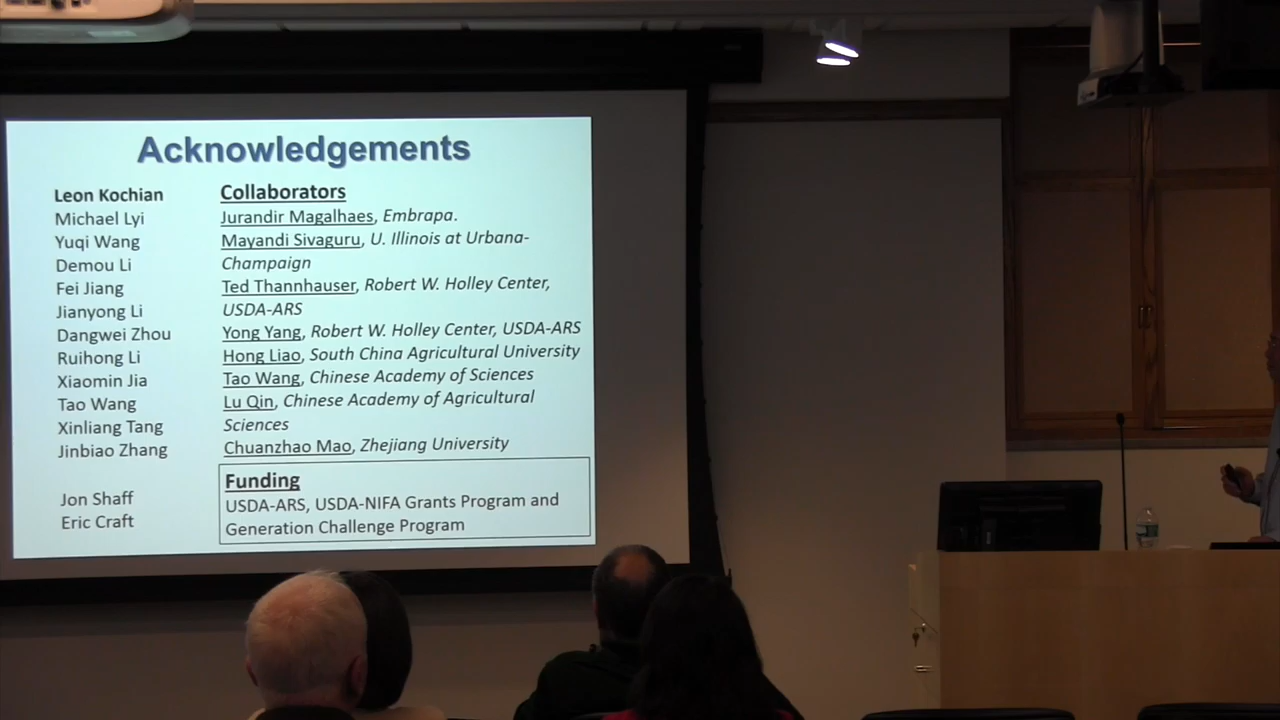 Acknowledgements
Leon Kochian
Michael Lyi
Yuqi Wang
Demou Li
Fei Jiang
Jianyong Li
Dangwei Zhou
Ruihong Li
Xiaomin Jia
Tao Wang
Xinliang Tang
Jinbiao Zhang
Jon Shaff
Eric Craft
Collaborators
Jurandir Magalhaes, Embrapa.
Mayandi Sivaguru, U. Illinois at Urbana-
Champaign
Ted Thannhauser, Robert W. Holley Center,
USDA-ARS
Yong Yang, Robert W. Holley Center, USDA-ARS
Hong Liao, South China Agricultural University
Tao Wang, Chinese Academy of Sciences
Lu Qin, Chinese Academy of Agricultural
Sciences
Chuanzhao Mao, Zhejiang University
Funding
USDA-ARS, USDA-NIFA Grants Program and
Generation Challenge Program